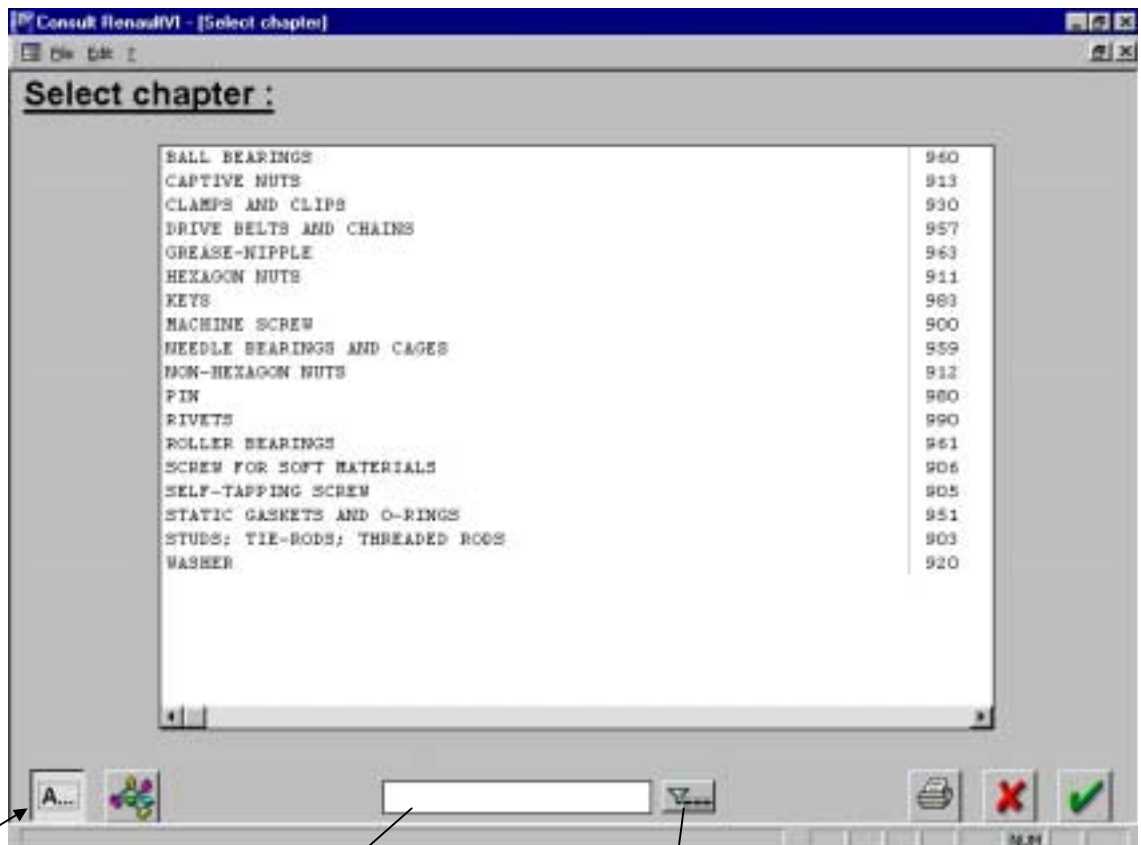 Consult RenaultVI - [Select chapter]
File Edit ?
Select chapter :
BALL BEARINGS 960
CAPTIVE NUTS 913
CLAMPS AND CLIPS 930
DRIVE BELTS AND CHAINS 957
GREASE-NIPPLE 963
HEXAGON NUTS 911
KEYS 983
MACHINE SCREW 900
NEEDLE BEARINGS AND CAGES 959
NON-HEXAGON NUTS 912
PIN 980
RIVETS 990
ROLLER BEARINGS 961
SCREW FOR SOFT MATERIALS 906
SELF-TAPPING SCREW 905
STATIC GASKETS AND O-RINGS 951
STUDS; TIE-RODS; THREADED RODS 903
WASHER 920
A...
NUM